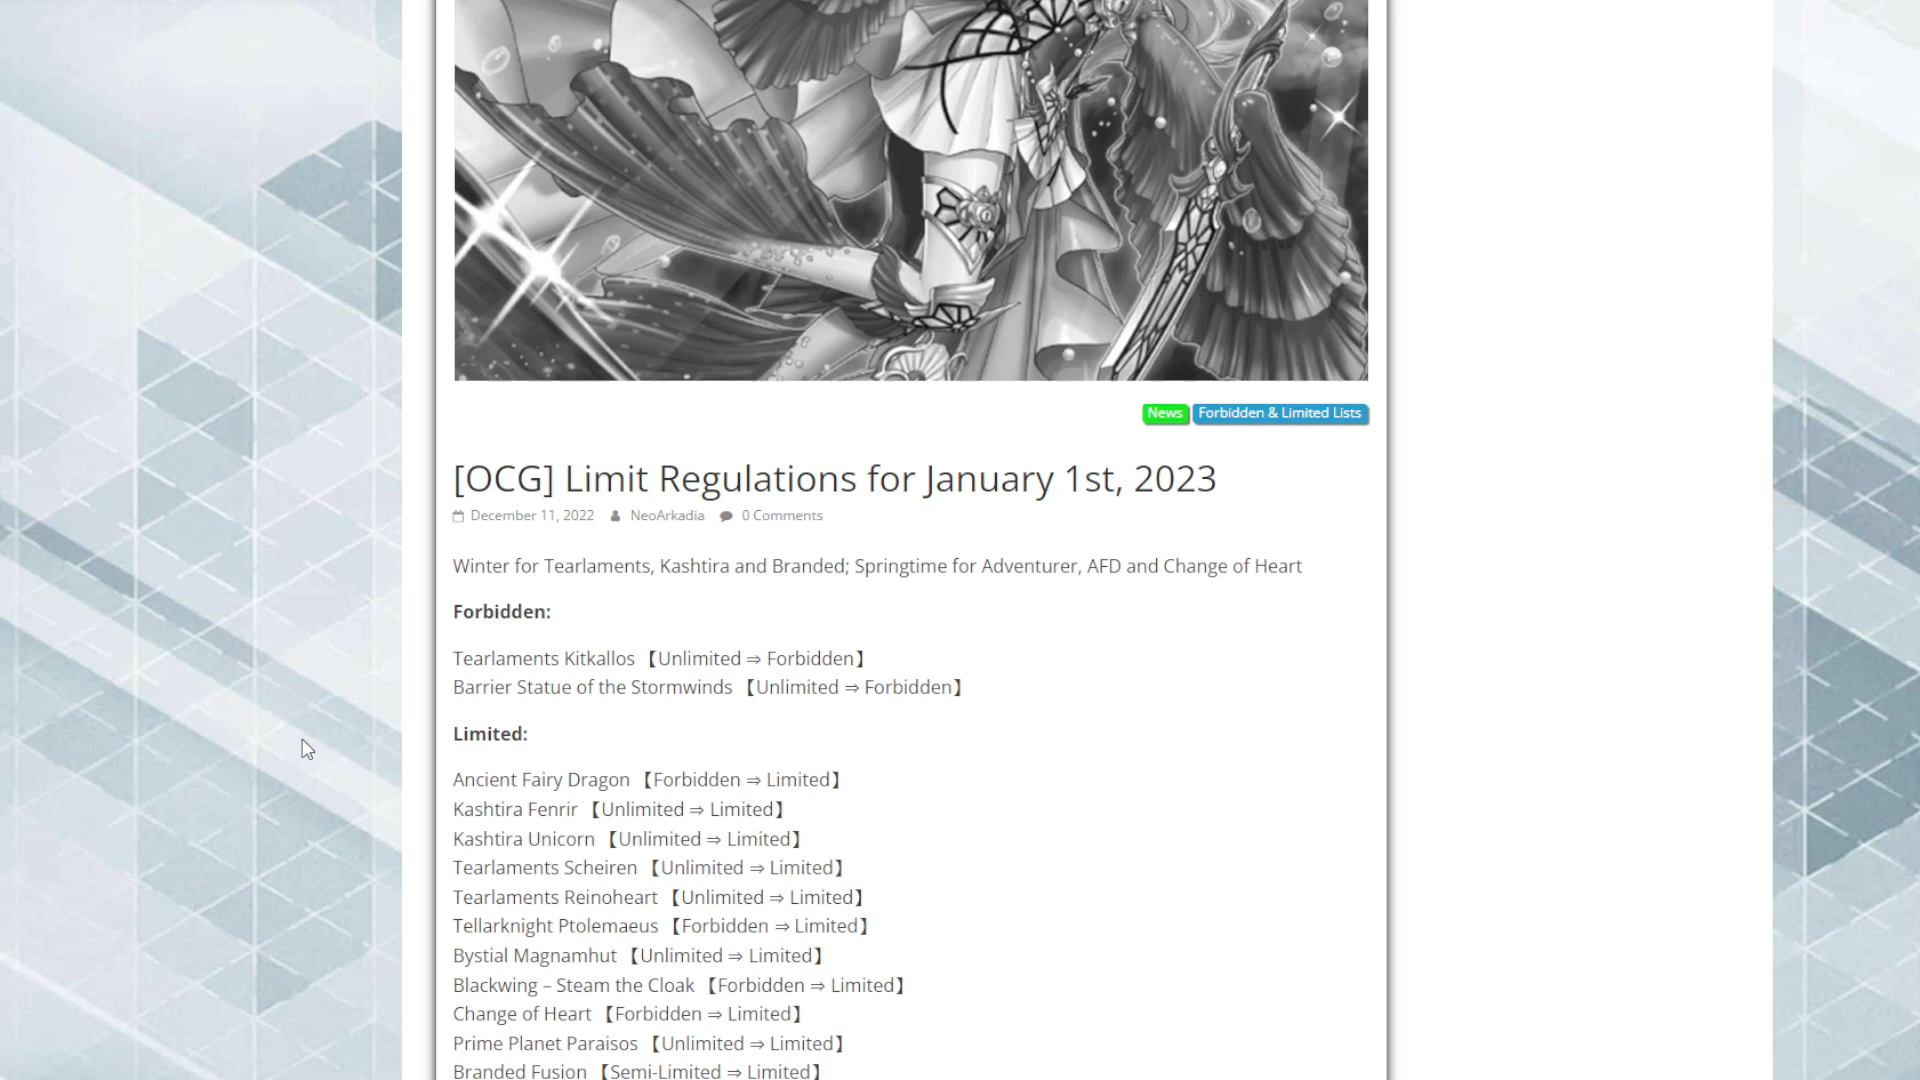 News Forbidden & Limited Lists
[OCG] Limit Regulations for January 1st, 2023
December 11, 2022 NeoArkadia 0 Comments
Winter for Tearlaments, Kashtira and Branded; Springtime for Adventurer, AFD and Change of Heart
Forbidden:
Tearlaments Kitkallos 【Unlimited ⇒ Forbidden】
Barrier Statue of the Stormwinds 【Unlimited ⇒ Forbidden】
Limited:
Ancient Fairy Dragon 【Forbidden ⇒ Limited】
Kashtira Fenrir 【Unlimited ⇒ Limited】
Kashtira Unicorn 【Unlimited ⇒ Limited】
Tearlaments Scheiren 【Unlimited ⇒ Limited】
Tearlaments Reinoheart 【Unlimited ⇒ Limited】
Tellarknight Ptolemaeus 【Forbidden ⇒ Limited】
Bystial Magnamhut 【Unlimited ⇒ Limited】
Blackwing – Steam the Cloak 【Forbidden ⇒ Limited】
Change of Heart 【Forbidden ⇒ Limited】
Prime Planet Paraisos 【Unlimited ⇒ Limited】
Branded Fusion 【Semi-Limited ⇒ Limited】